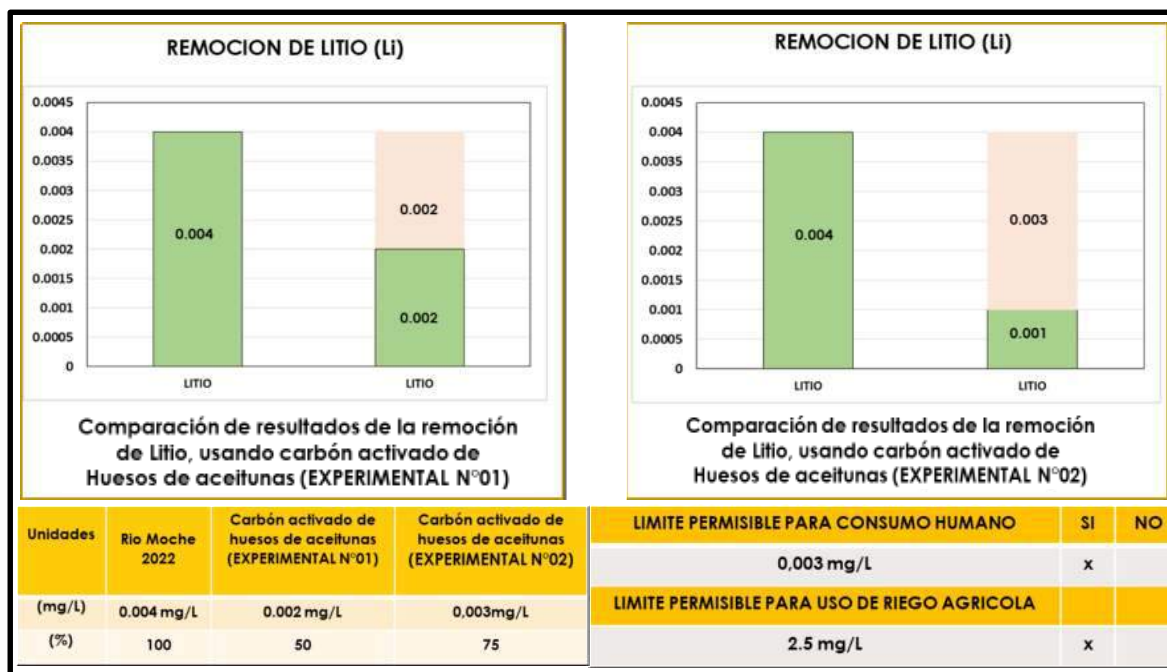 REMOCION DE LITIO (Li)
0.0045
0.004
0.0035
0.003
0.0025
0.002
0.0015
0.001
0.0005
0
0.004
0.002
0.002
LITIO
LITIO
Comparación de resultados de la remoción
de Litio, usando carbón activado de
Huesos de aceitunas (EXPERIMENTAL N°01)
REMOCION DE LITIO (Li)
0.0045
0.004
0.0035
0.003
0.0025
0.002
0.0015
0.001
0.0005
0
0.004
0.003
0.001
LITIO
LITIO
Comparación de resultados de la remoción
de Litio, usando carbón activado de
Huesos de aceitunas (EXPERIMENTAL N°02)
Unidades
Rio Moche
2022
Carbón activado de
huesos de aceitunas
(EXPERIMENTAL N°01)
Carbón activado de
huesos de aceitunas
(EXPERIMENTAL N°02)
(mg/L) 0.004 mg/L 0.002 mg/L 0,003mg/L
(%) 100 50 75
LIMITE PERMISIBLE PARA CONSUMO HUMANO SI NO
0,003 mg/L x
LIMITE PERMISIBLE PARA USO DE RIEGO AGRICOLA
2.5 mg/L x